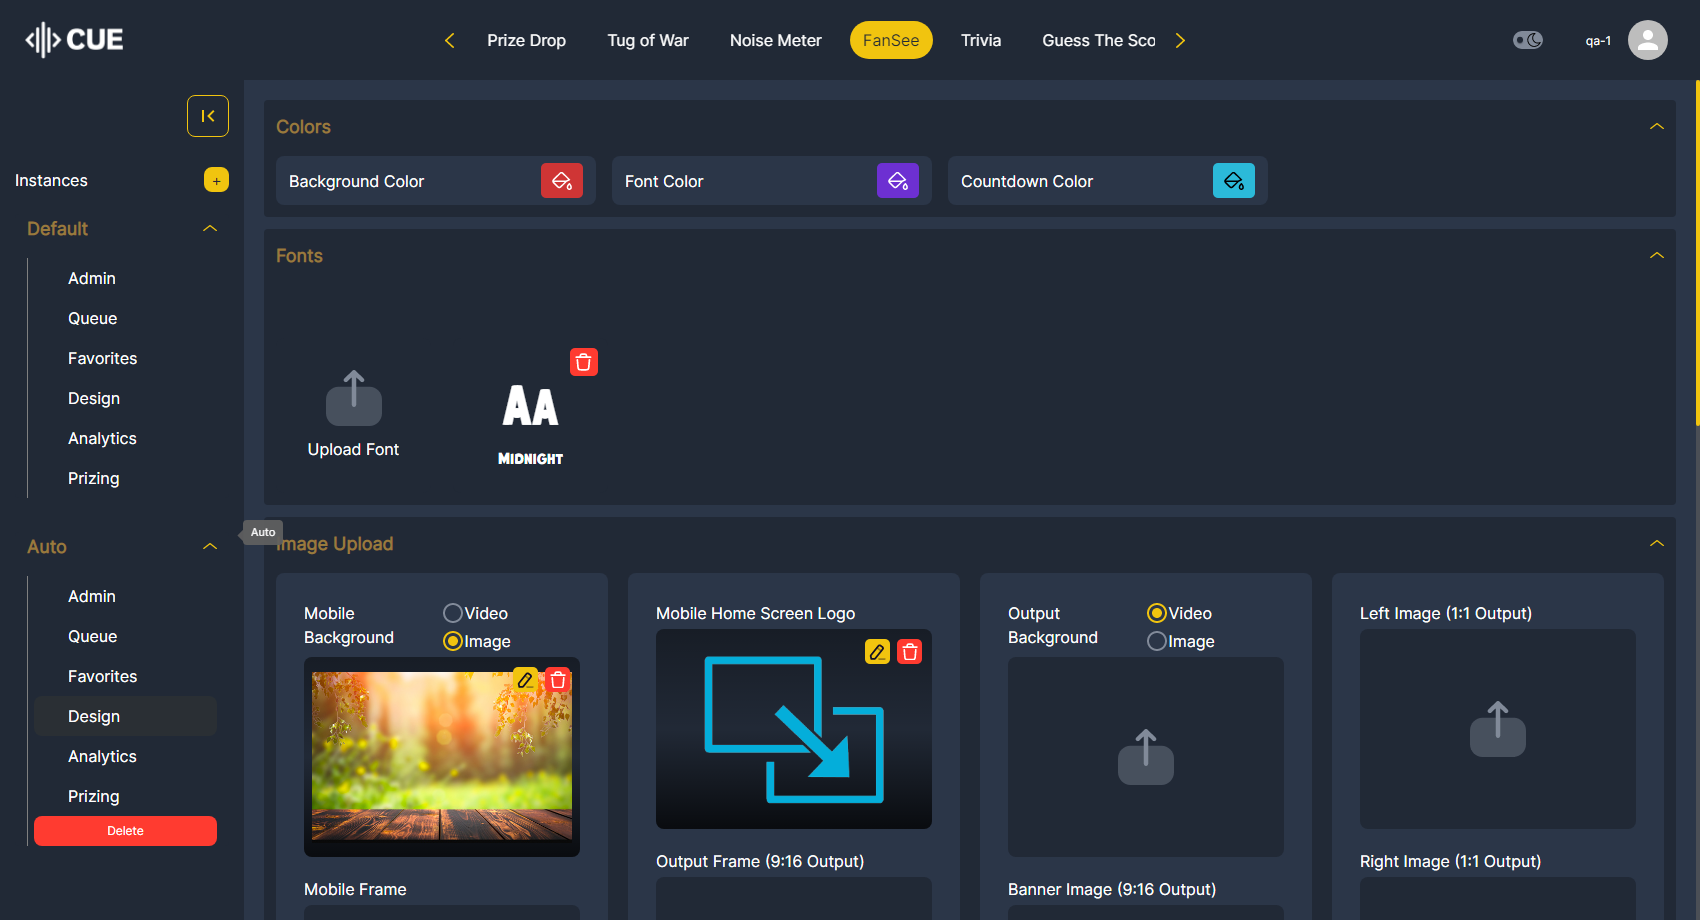 CUE
Prize Drop
Tug of War
Noise Meter
FanSee
Trivia
Guess The Sco
qa-1
Instances
+
Default
Admin
Queue
Favorites
Design
Analytics
Prizing
Auto
Admin
Queue
Favorites
Design
Analytics
Prizing
Delete
Auto
Colors
Background Color
Font Color
Countdown Color
Fonts
Upload Font
AA
MIDNIGHT
Image Upload
Mobile
Background
Video
Image
Mobile Frame
Mobile Home Screen Logo
Output Frame (9:16 Output)
Output
Background
Video
Image
Banner Image (9:16 Output)
Left Image (1:1 Output)
Right Image (1:1 Output)